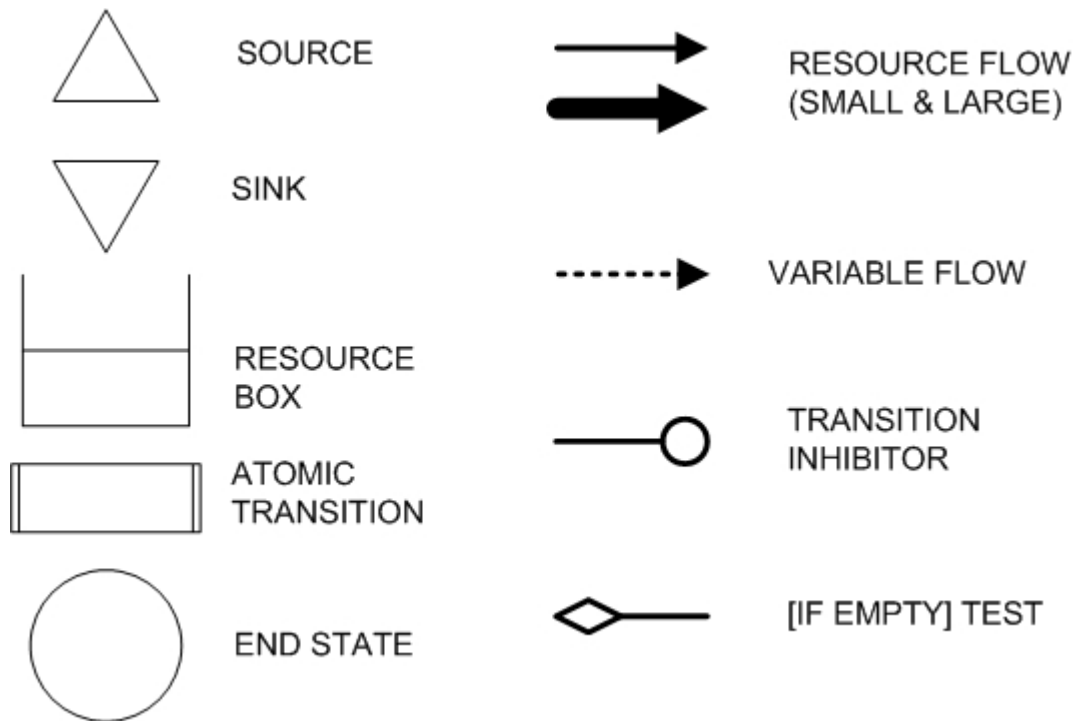 SOURCE
SINK
RESOURCE
BOX
ATOMIC
TRANSITION
END STATE
RESOURCE FLOW
(SMALL & LARGE)
VARIABLE FLOW
TRANSITION
INHIBITOR
[IF EMPTY] TEST